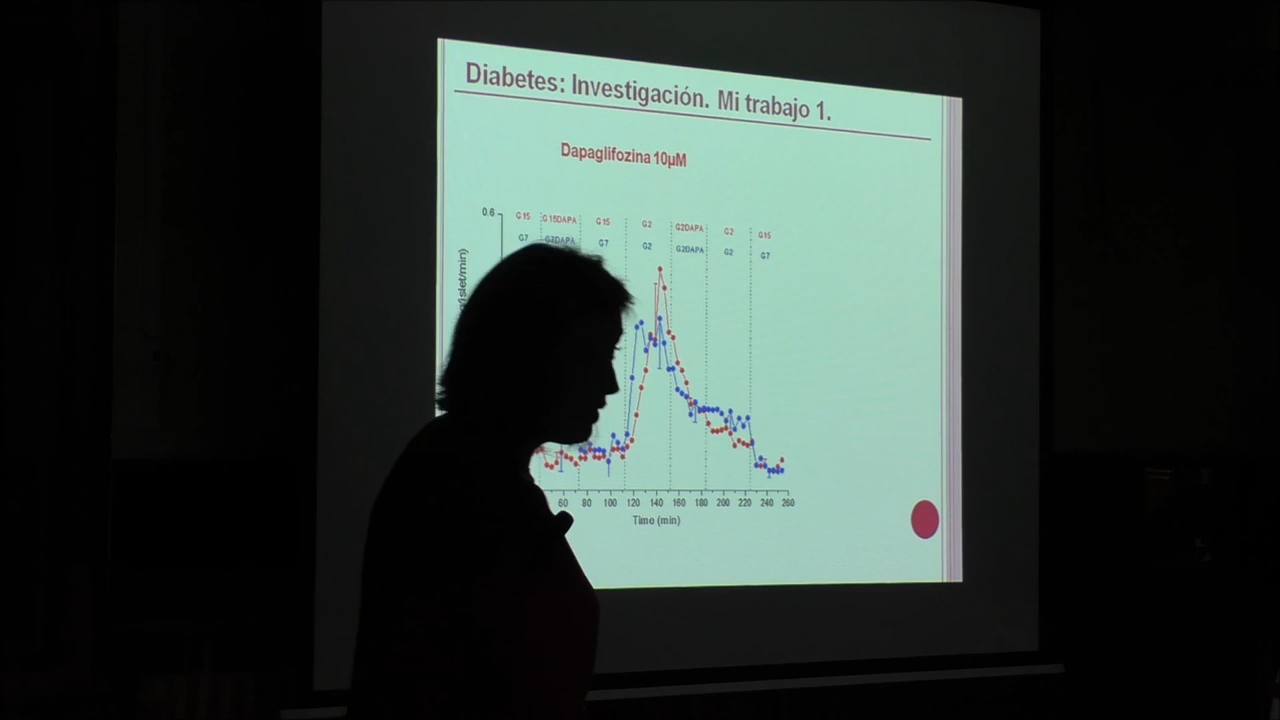 Diabetes: Investigación. Mi trabajo 1.
Dapaglifozina 10µM
0.6
G15 G15DAPA G15 G2 G2DAPA G2 G15
G7 G7DAPA G7 G2 G2DAPA G2 G7
60 80 100 120 140 160 180 200 220 240 260
Time (min)